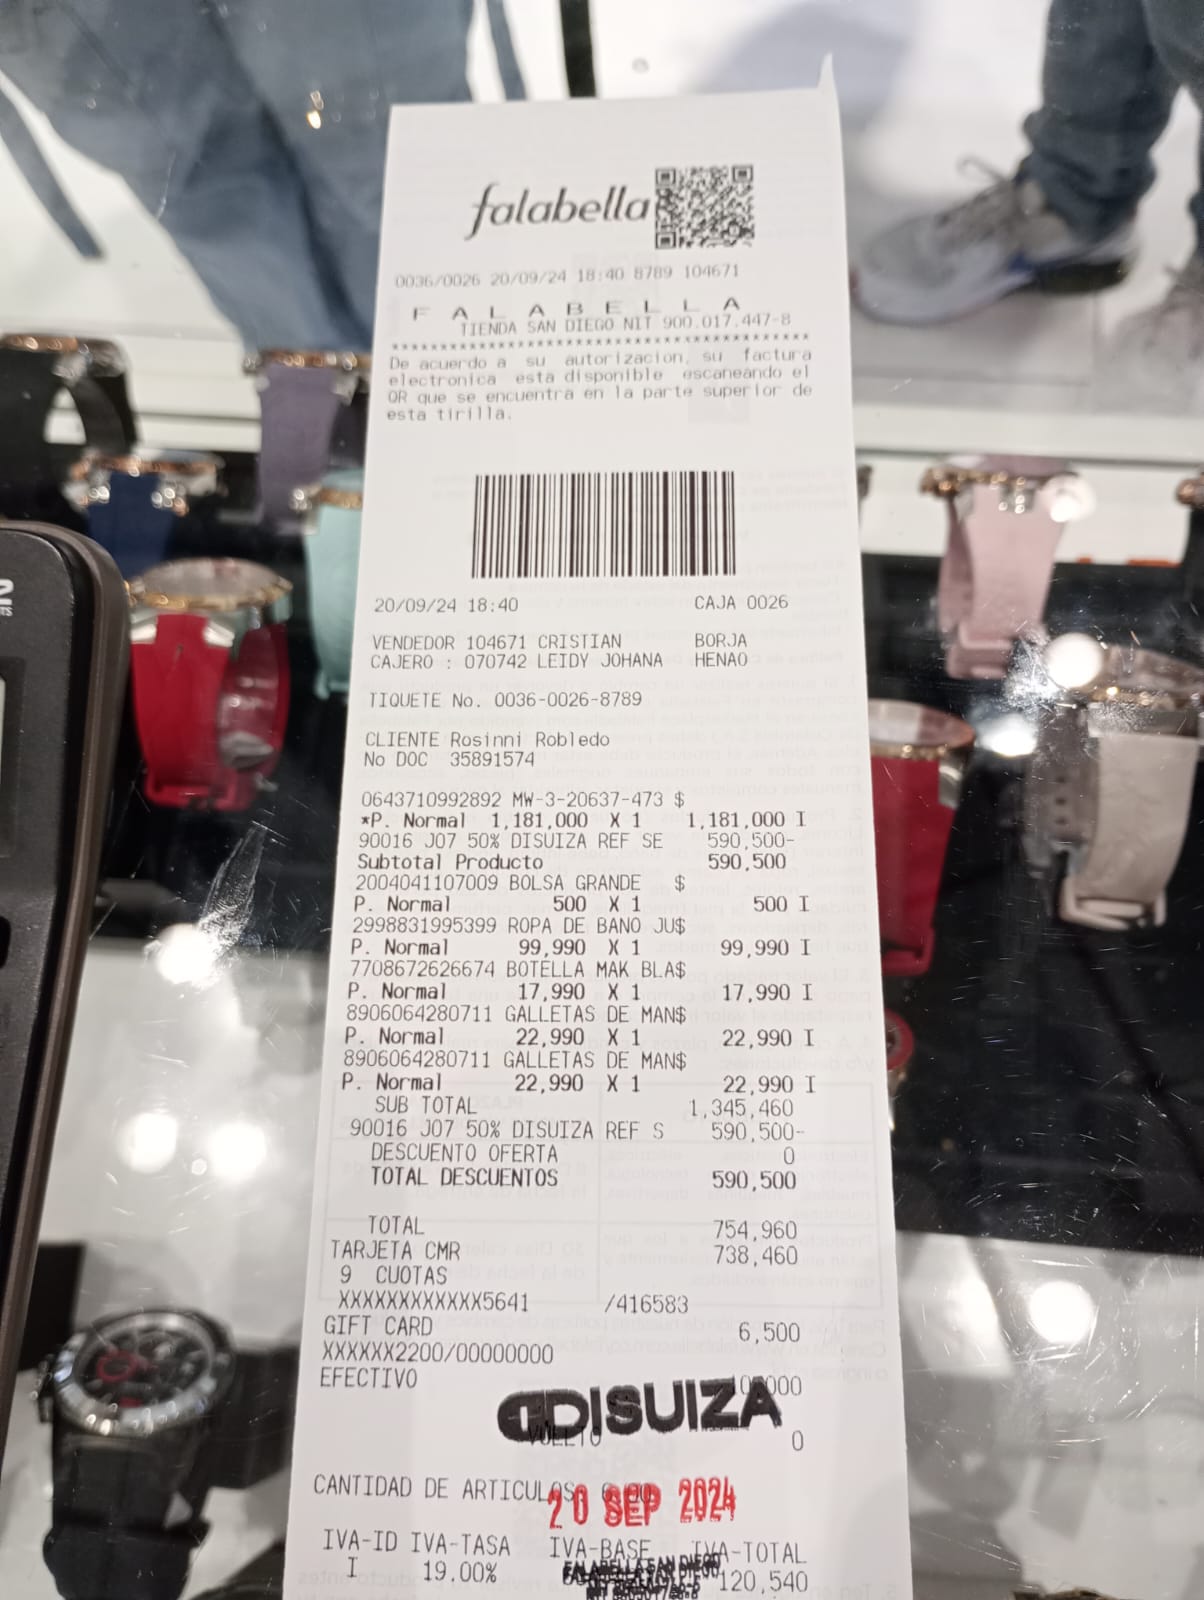 falabella
0036/0026 20/09/24 18:40 8789 104671
F A L A B E L L A
TIENDA SAN DIEGO NIT 900.017.447-8
******************************************
De acuerdo a su autorizacion, su factura
electronica esta disponible escaneando el
QR que se encuentra en la parte superior de
esta tirilla.
20/09/24 18:40 CAJA 0026
VENDEDOR 104671 CRISTIAN BORJA
CAJERO : 070742 LEIDY JOHANA HENAO
TIQUETE No. 0036-0026-8789
CLIENTE Rosinni Robledo
No DOC 35891574
0643710992892 MW-3-20637-473 $
*P. Normal 1,181,000 X 1 1,181,000 I
90016 J07 50% DISUIZA REF SE 590,500-
Subtotal Producto 590,500
2004041107009 BOLSA GRANDE $
P. Normal 500 X 1 500 I
2998831995399 ROPA DE BANO JU$
P. Normal 99,990 X 1 99,990 I
7708672626674 BOTELLA MAK BLA$
P. Normal 17,990 X 1 17,990 I
8906064280711 GALLETAS DE MAN$
P. Normal 22,990 X 1 22,990 I
8906064280711 GALLETAS DE MAN$
P. Normal 22,990 X 1 22,990 I
SUB TOTAL 1,345,460
90016 J07 50% DISUIZA REF S 590,500-
DESCUENTO OFERTA 0
TOTAL DESCUENTOS 590,500
TOTAL 754,960
TARJETA CMR 738,460
9 CUOTAS
XXXXXXXXXXXX5641 /416583
GIFT CARD 6,500
XXXXXX2200/00000000
EFECTIVO
DISUIZA
VUELTO 0
CANTIDAD DE ARTICULOS
20 SEP 2024
IVA-ID IVA-TASA IVA-BASE IVA-TOTAL
I 19.00% 120,540
FALABELLA SAN DIEGO